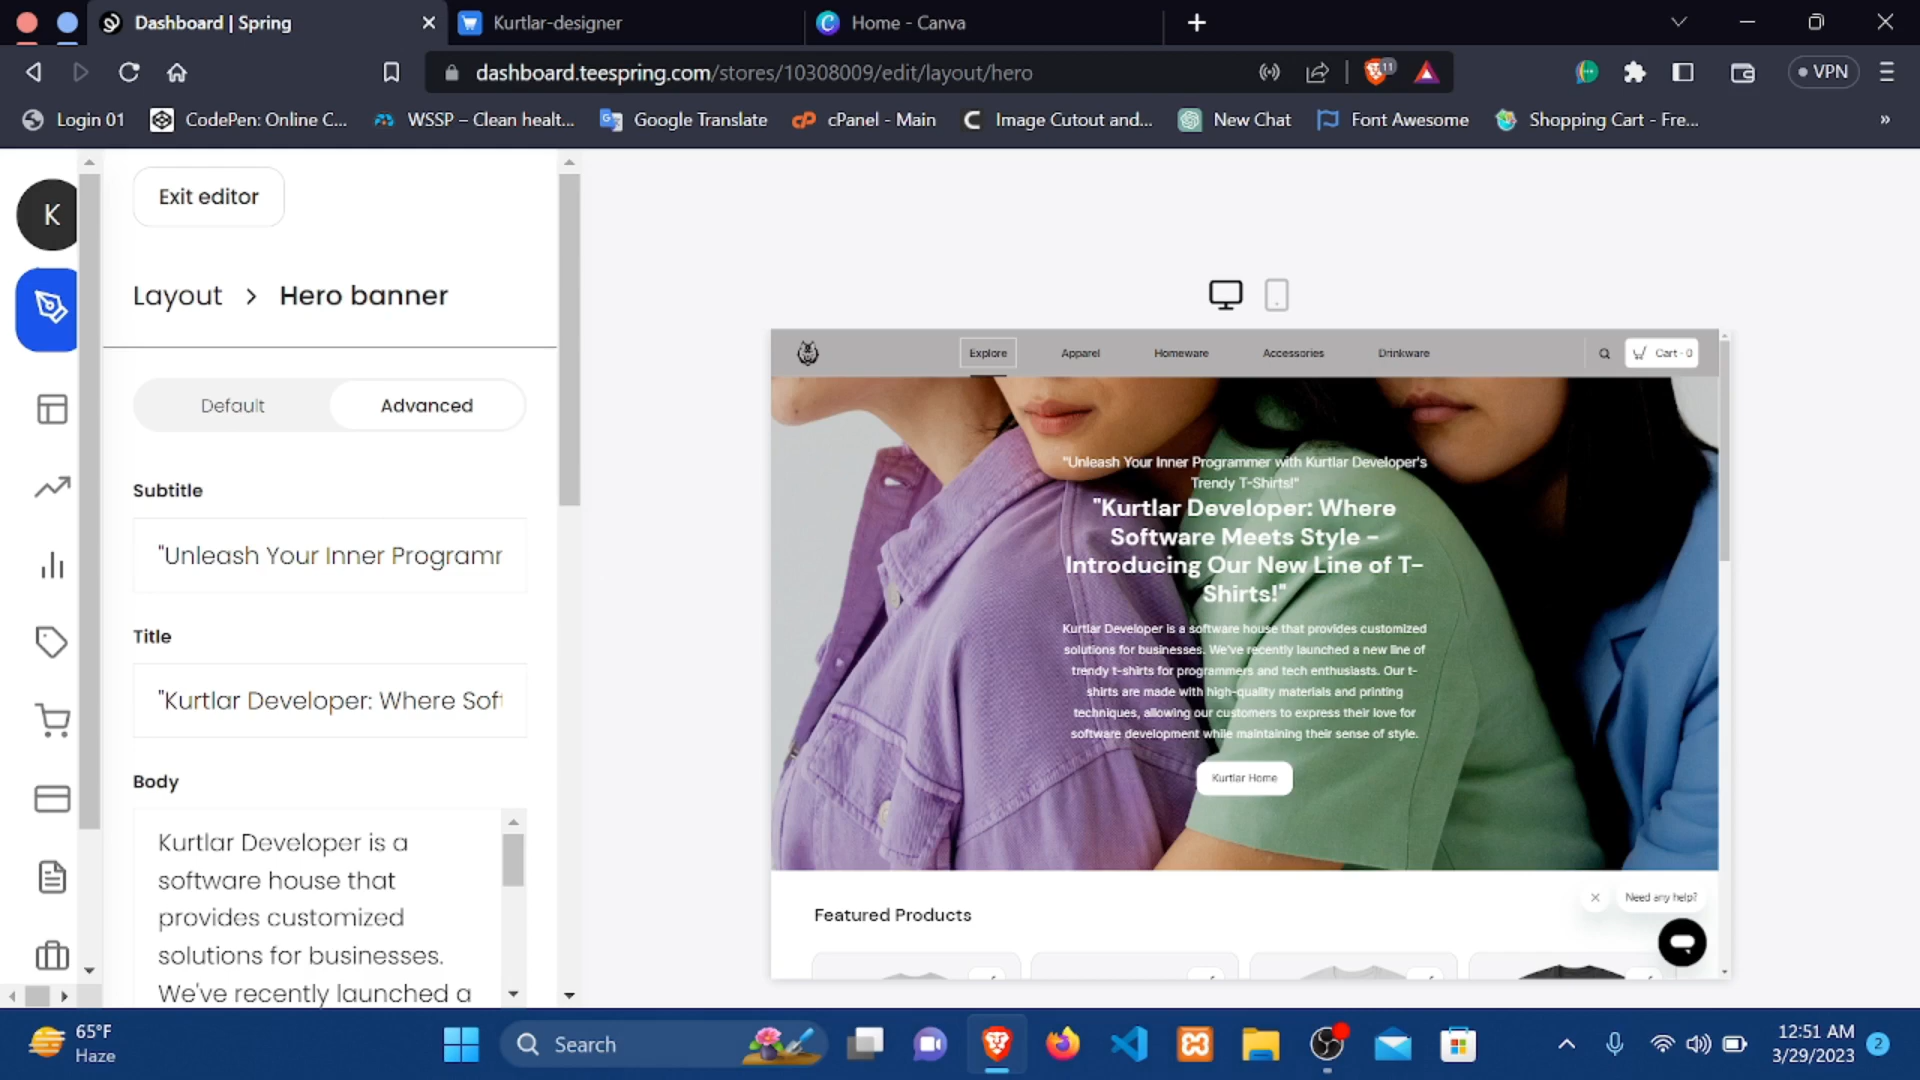 Dashboard | Spring
Kurtlar-designer
Home - Canva
dashboard.teespring.com/stores/10308009/edit/layout/hero
11
VPN
Login 01
CodePen: Online C...
WSSP – Clean healt...
Google Translate
cPanel - Main
Image Cutout and...
New Chat
Font Awesome
Shopping Cart - Fre...
»
K
Exit editor
Layout > Hero banner
Default
Advanced
Subtitle
"Unleash Your Inner Programr
Title
"Kurtlar Developer: Where Soft
Body
Kurtlar Developer is a
software house that
provides customized
solutions for businesses.
We've recently launched a
Explore
Apparel
Homeware
Accessories
Drinkware
Cart · 0
"Unleash Your Inner Programmer with Kurtlar Developer's
Trendy T-Shirts!"
"Kurtlar Developer: Where
Software Meets Style -
Introducing Our New Line of T-
Shirts!"
Kurtlar Developer is a software house that provides customized
solutions for businesses. We've recently launched a new line of
trendy t-shirts for programmers and tech enthusiasts. Our t-
shirts are made with high-quality materials and printing
techniques, allowing our customers to express their love for
software development while maintaining their sense of style.
Kurtlar Home
Featured Products
Need any help?
65°F
Haze
Search
12:51 AM
3/29/2023
2